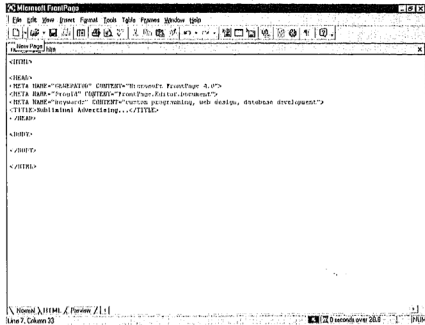 Microsoft FrontPage
File Edit View Insert Format Tools Table Frames Window Help
New Page
<HTML>
<HEAD>
<META NAME="GENERATOR" CONTENT="Microsoft FrontPage 4.0">
<META NAME="ProgId" CONTENT="FrontPage.Editor.Document">
<META NAME="Keywords" CONTENT="custom programming, web design, database development">
<TITLE>Subliminal Advertising...</TITLE>
</HEAD>
<BODY>
</BODY>
</HTML>
Normal HTML Preview
Line 7, Column 33
0 seconds over 28.8
NUM